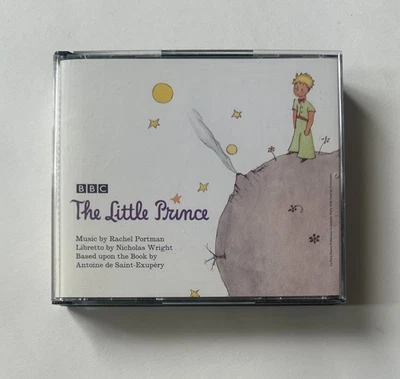 BBC
The Little Prince
Music by Rachel Portman
Libretto by Nicholas Wright
Based upon the Book by
Antoine de Saint-Exupéry